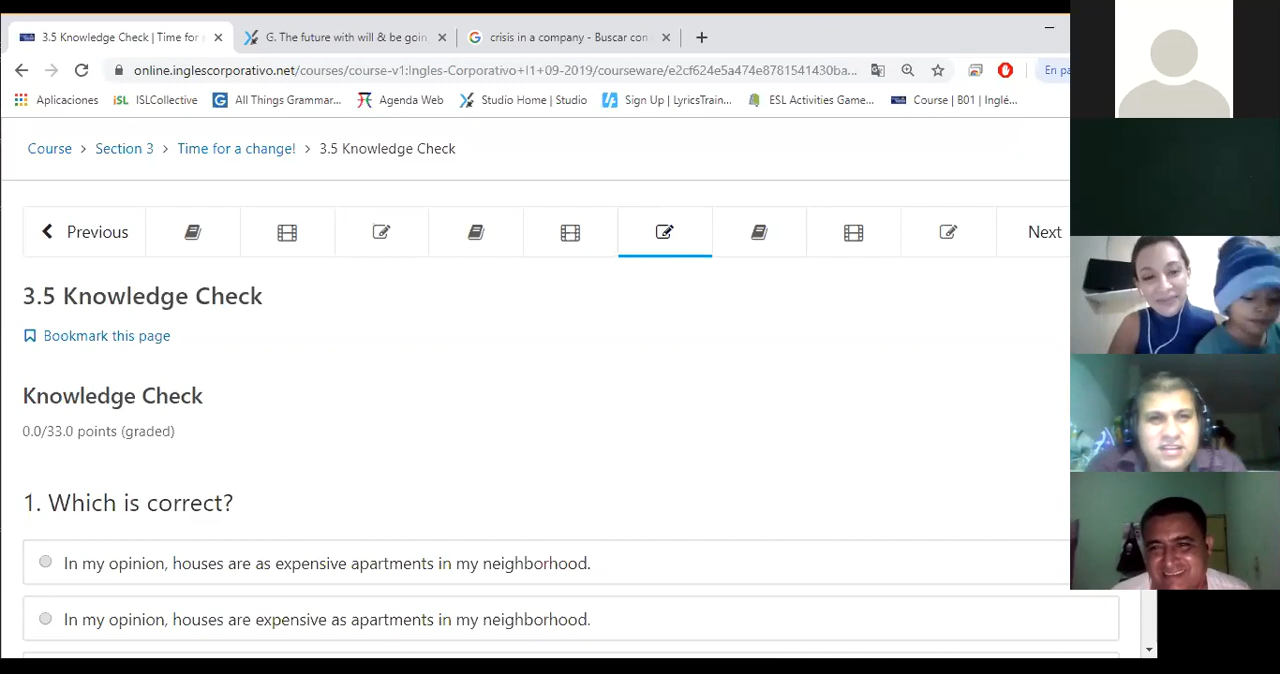 3.5 Knowledge Check | Time for
G. The future with will & be goin
crisis in a company - Buscar con
online.inglescorporativo.net/courses/course-v1:Ingles-Corporativo+I1+09-2019/courseware/e2cf624e5a474e8781541430ba...
En pa
Aplicaciones
iSL ISLCollective
G All Things Grammar...
Agenda Web
Studio Home | Studio
Sign Up | LyricsTrain...
ESL Activities Game...
Course | B01 | Inglé...
Course > Section 3 > Time for a change! > 3.5 Knowledge Check
Previous
Next
3.5 Knowledge Check
Bookmark this page
Knowledge Check
0.0/33.0 points (graded)
1. Which is correct?
In my opinion, houses are as expensive apartments in my neighborhood.
In my opinion, houses are expensive as apartments in my neighborhood.